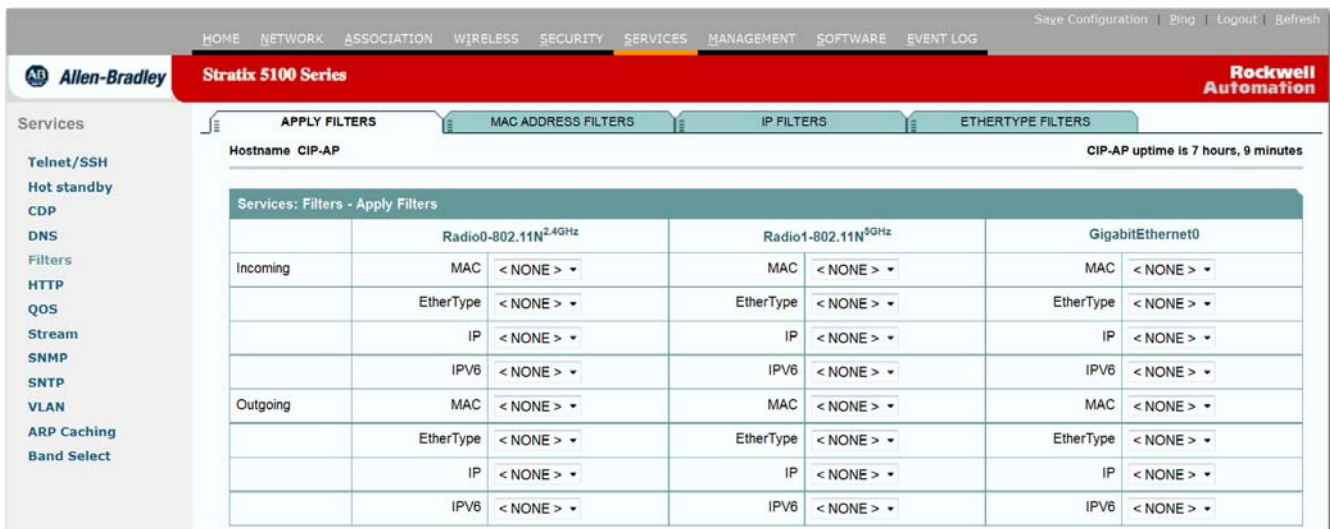 Save Configuration | Ping | Logout | Refresh
HOME NETWORK ASSOCIATION WIRELESS SECURITY SERVICES MANAGEMENT SOFTWARE EVENT LOG
AB Allen-Bradley Stratix 5100 Series Rockwell
Automation
Services
Telnet/SSH
Hot standby
CDP
DNS
Filters
HTTP
QOS
Stream
SNMP
SNTP
VLAN
ARP Caching
Band Select
APPLY FILTERS MAC ADDRESS FILTERS IP FILTERS ETHERTYPE FILTERS
Hostname CIP-AP CIP-AP uptime is 7 hours, 9 minutes
Services: Filters - Apply Filters
Radio0-802.11N2.4GHz Radio1-802.11N5GHz GigabitEthernet0
Incoming MAC < NONE > MAC < NONE > MAC < NONE >
EtherType < NONE > EtherType < NONE > EtherType < NONE >
IP < NONE > IP < NONE > IP < NONE >
IPV6 < NONE > IPV6 < NONE > IPV6 < NONE >
Outgoing MAC < NONE > MAC < NONE > MAC < NONE >
EtherType < NONE > EtherType < NONE > EtherType < NONE >
IP < NONE > IP < NONE > IP < NONE >
IPV6 < NONE > IPV6 < NONE > IPV6 < NONE >